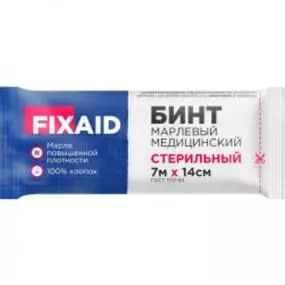 FIXAID
Марля
повышенной
плотности
100% хлопок
БИНТ
МАРЛЕВЫЙ
МЕДИЦИНСКИЙ
СТЕРИЛЬНЫЙ
7м x 14см